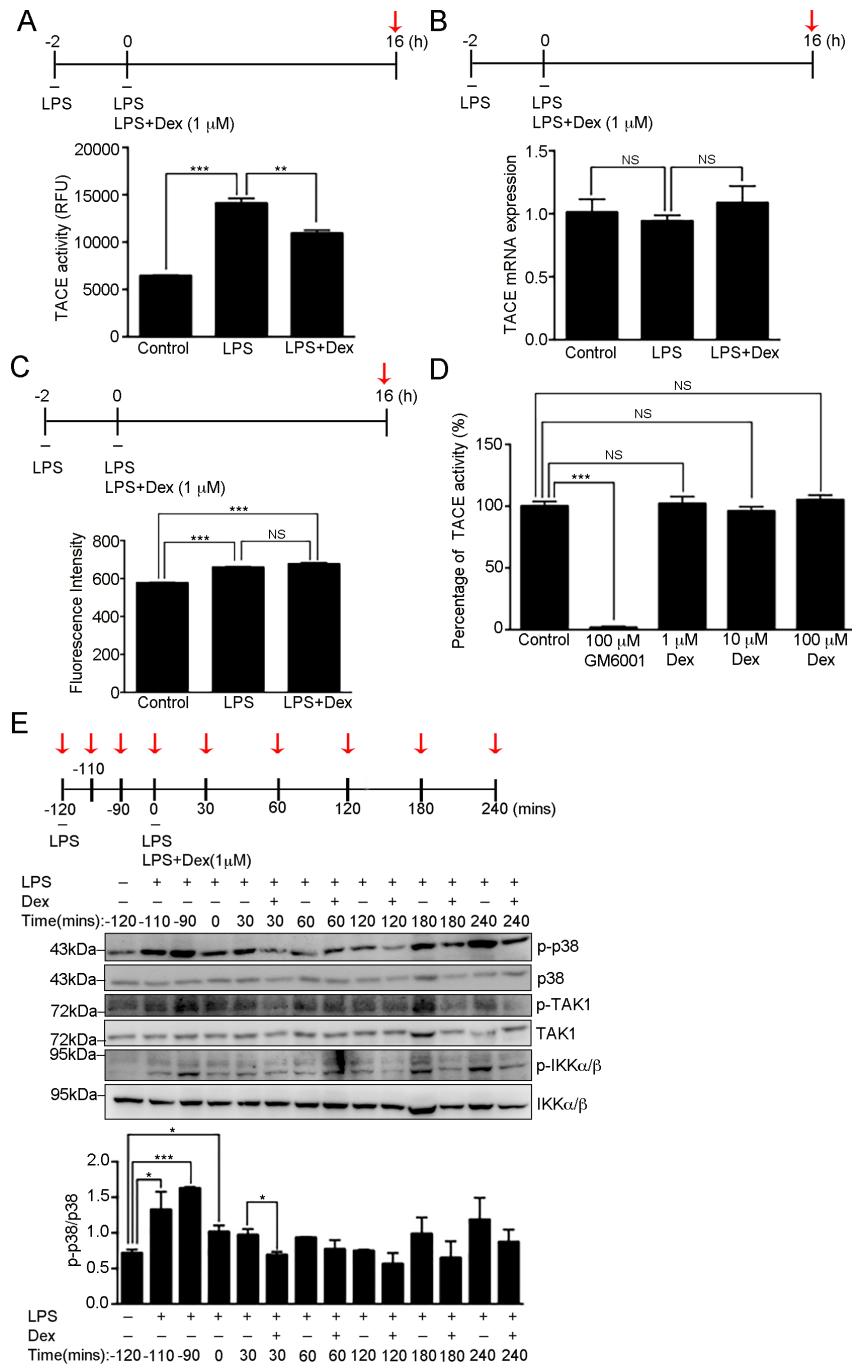 A
-2 0 16 (h)
LPS LPS
LPS+Dex (1 μM)
TACE activity (RFU)
20000
15000
10000
5000
0
*** **
Control LPS LPS+Dex
B
-2 0 16 (h)
LPS LPS
LPS+Dex (1 μM)
TACE mRNA expression
1.5
1.0
0.5
0.0
NS NS
Control LPS LPS+Dex
C
-2 0 16 (h)
LPS LPS
LPS+Dex (1 μM)
Fluorescence Intensity
800
600
400
200
0
***
*** NS
Control LPS LPS+Dex
D
Percentage of TACE activity (%)
150
100
50
0
NS
NS
NS
***
Control 100 μM 1 μM 10 μM 100 μM
GM6001 Dex Dex Dex
E
-110
-120 -90 0 30 60 120 180 240 (mins)
LPS LPS
LPS+Dex(1μM)
LPS – + + + + + + + + + + + + +
Dex + + + + +
Time(mins):-120 -110 -90 0 30 30 60 60 120 120 180 180 240 240
43kDa p-p38
43kDa p38
72kDa p-TAK1
72kDa TAK1
95kDa p-IKKα/β
95kDa IKKα/β
p-p38/p38
2.0
1.5
1.0
0.5
0.0
*
***
*
*
LPS – + + + + + + + + + + + + +
Dex – + + + + +
Time(mins):-120 -110 -90 0 30 30 60 60 120 120 180 180 240 240